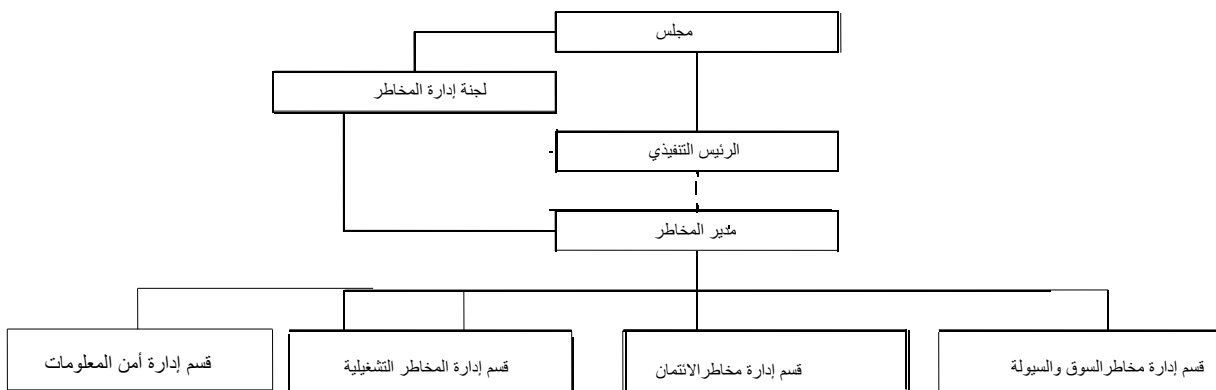 مجلس
لجنة إدارة المخاطر
الرئيس التنفيذي
مدير المخاطر
قسم إدارة مخاطرالسوق والسيولة
قسم إدارة مخاطرالائتمان
قسم إدارة المخاطر التشغيلية
قسم إدارة أمن المعلومات